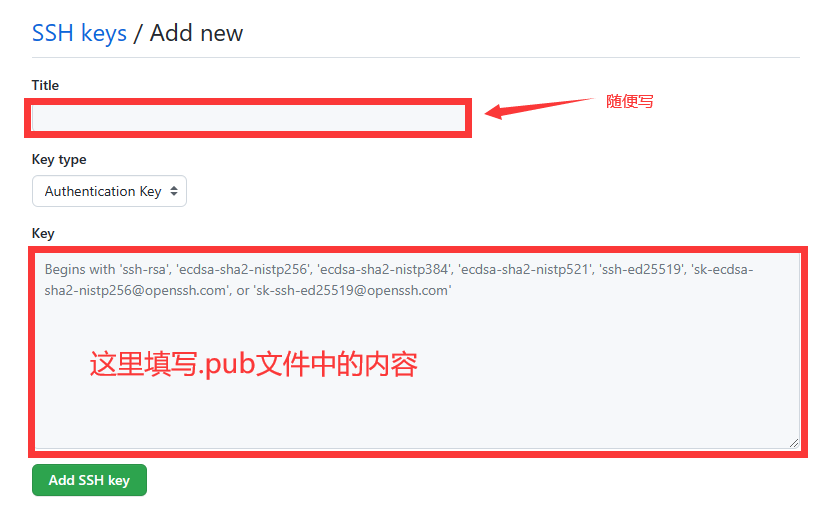 SSH keys / Add new
Title
随便写
Key type
Authentication Key
Key
Begins with 'ssh-rsa', 'ecdsa-sha2-nistp256', 'ecdsa-sha2-nistp384', 'ecdsa-sha2-nistp521', 'ssh-ed25519', 'sk-ecdsa-
sha2-nistp256@openssh.com', or 'sk-ssh-ed25519@openssh.com'
这里填写.pub文件中的内容
Add SSH key